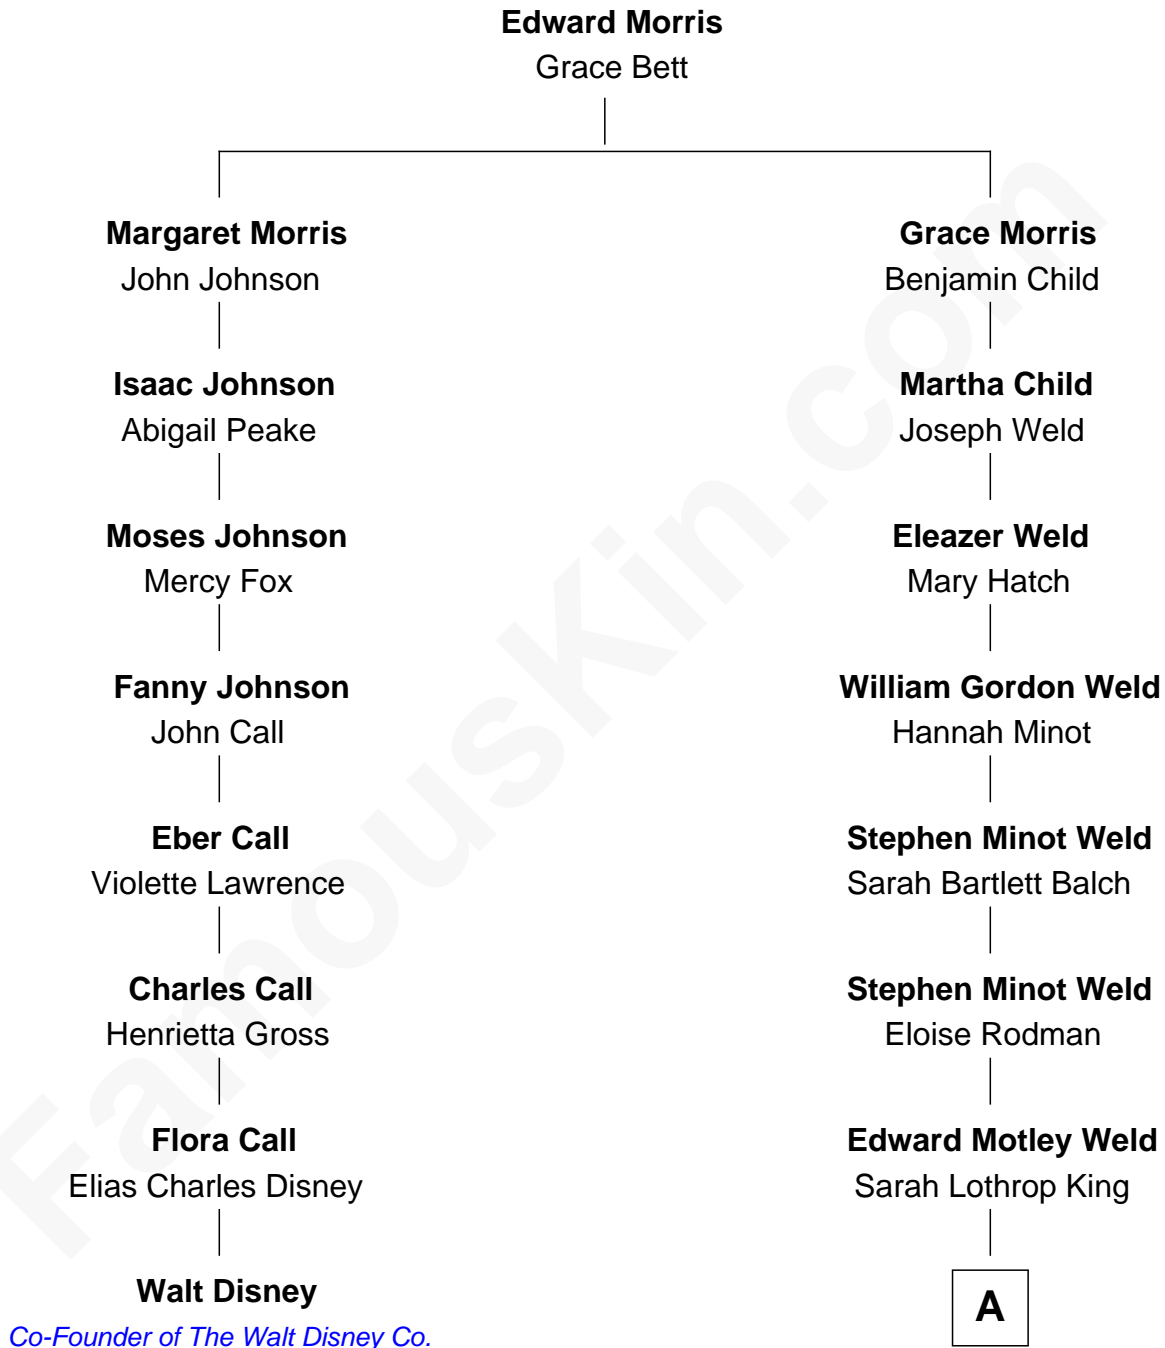 Edward Morris
Grace Bett
Margaret Morris
John Johnson
Grace Morris
Benjamin Child
Isaac Johnson
Abigail Peake
Martha Child
Joseph Weld
Moses Johnson
Mercy Fox
Eleazer Weld
Mary Hatch
Fanny Johnson
John Call
William Gordon Weld
Hannah Minot
Eber Call
Violette Lawrence
Stephen Minot Weld
Sarah Bartlett Balch
Charles Call
Henrietta Gross
Stephen Minot Weld
Eloise Rodman
Flora Call
Elias Charles Disney
Edward Motley Weld
Sarah Lothrop King
Walt Disney
Co-Founder of The Walt Disney Co.
A
FamousKin.com